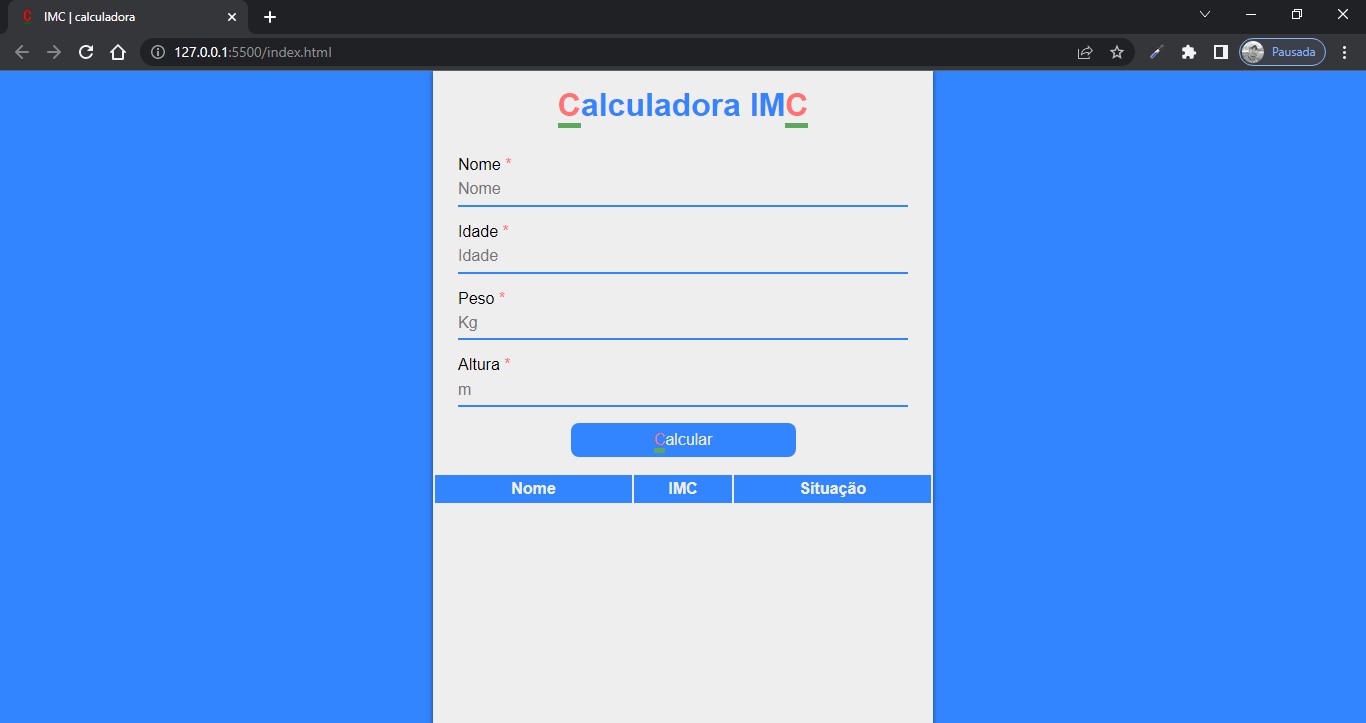 C IMC | calculadora
127.0.0.1:5500/index.html
Pausada
Calculadora IMC
Nome *
Nome
Idade *
Idade
Peso *
Kg
Altura *
m
Calcular
Nome IMC Situação